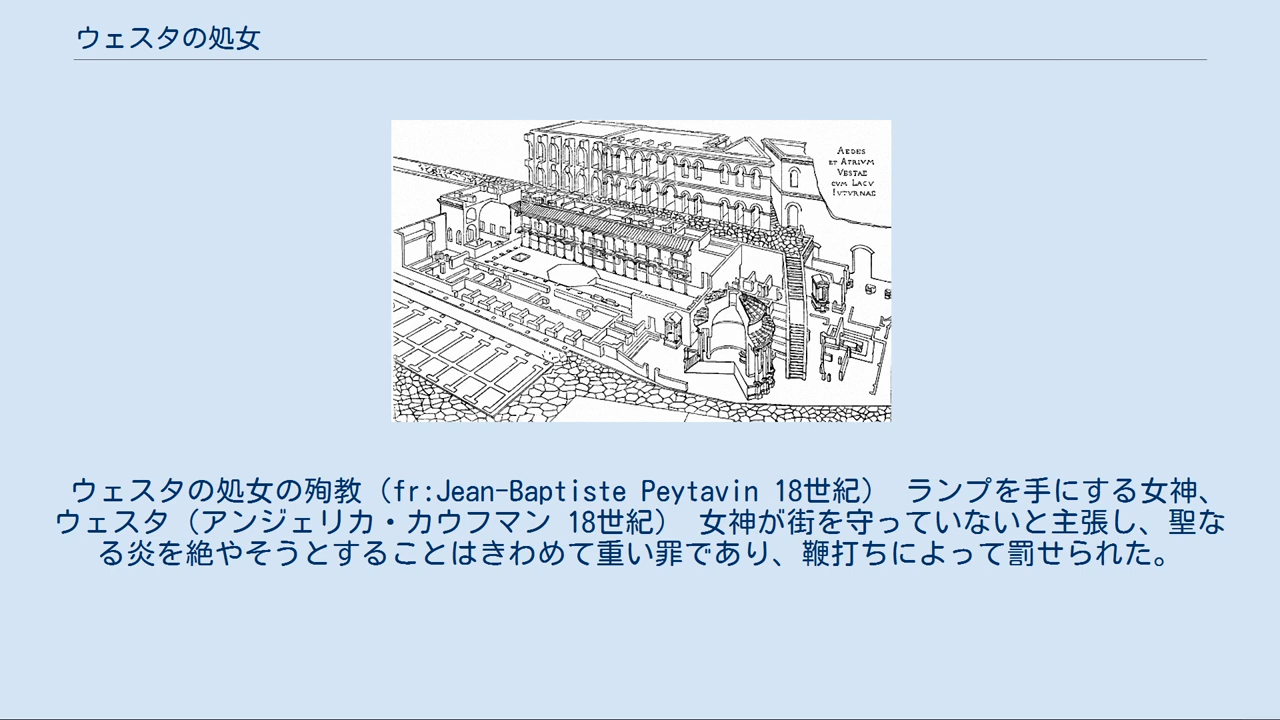 ウェスタの処女
AEDES
ET ATRIVM
VESTAE
CVM LACV
IVTVRNAE
ウェスタの処女の殉教（fr:Jean-Baptiste Peytavin 18世紀） ランプを手にする女神、
ウェスタ（アンジェリカ・カウフマン 18世紀） 女神が街を守っていないと主張し、聖な
る炎を絶やそうとすることはきわめて重い罪であり、鞭打ちによって罰せられた。